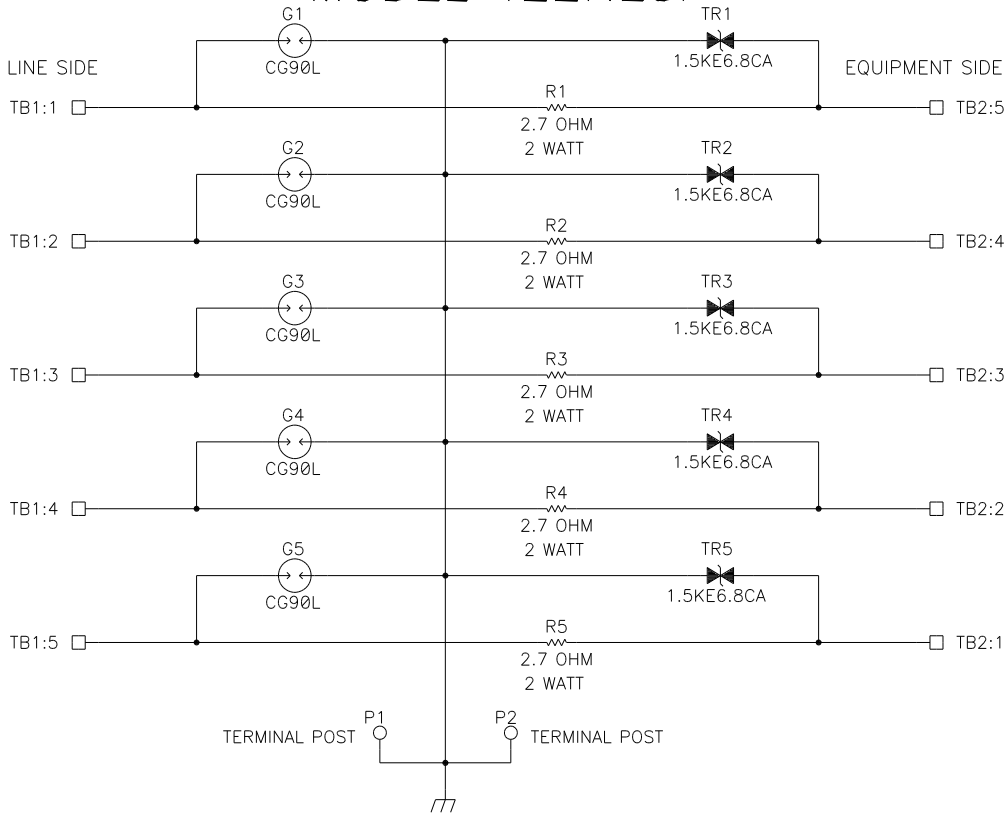 G1 TR1
CG90L 1.5KE6.8CA
LINE SIDE EQUIPMENT SIDE
R1
TB1:1 TB2:5
2.7 OHM
2 WATT
G2 TR2
CG90L 1.5KE6.8CA
R2
TB1:2 TB2:4
2.7 OHM
2 WATT
G3 TR3
CG90L 1.5KE6.8CA
R3
TB1:3 TB2:3
2.7 OHM
2 WATT
G4 TR4
CG90L 1.5KE6.8CA
R4
TB1:4 TB2:2
2.7 OHM
2 WATT
G5 TR5
CG90L 1.5KE6.8CA
R5
TB1:5 TB2:1
2.7 OHM
2 WATT
P1 P2
TERMINAL POST TERMINAL POST